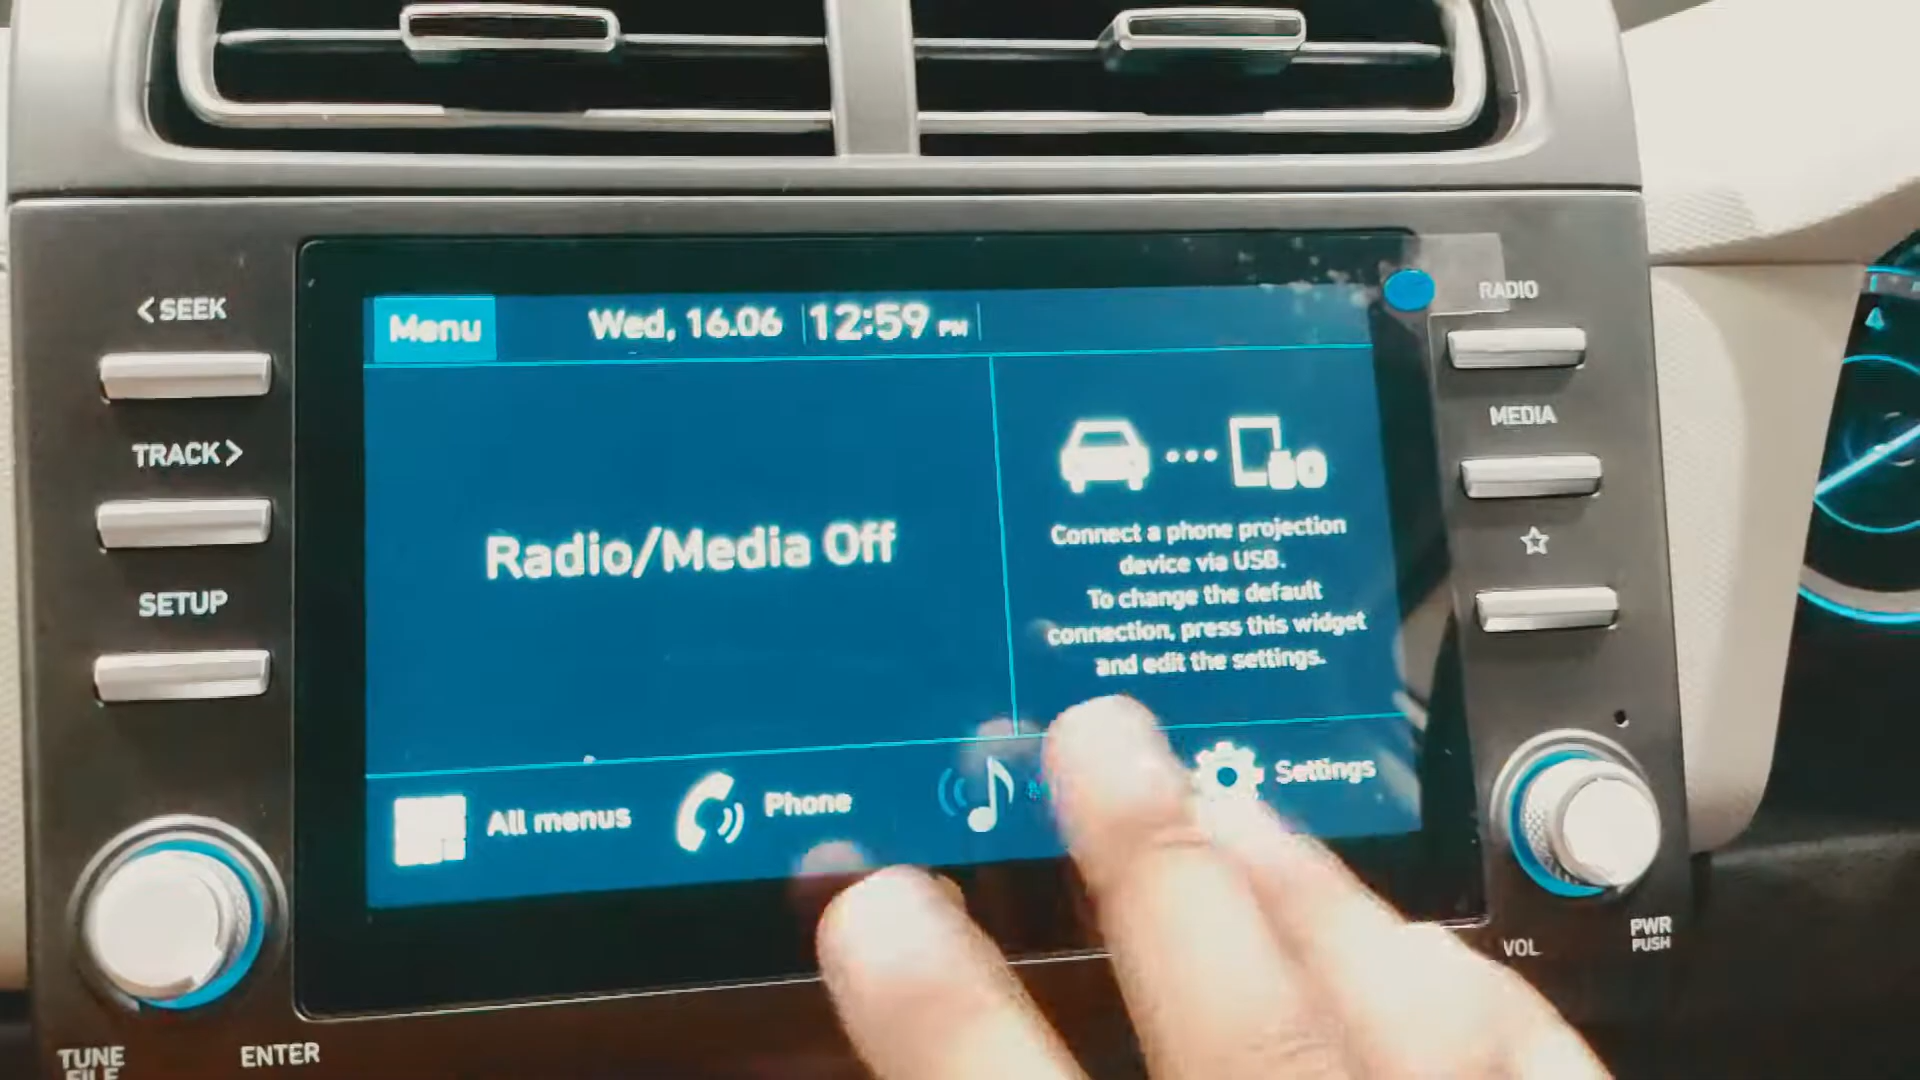 < SEEK
TRACK >
SETUP
TUNE
FILE
ENTER
Menu
Wed, 16.06
12:59 PM
Radio/Media Off
Connect a phone projection
device via USB.
To change the default
connection, press this widget
and edit the settings.
All menus
Phone
Settings
RADIO
MEDIA
VOL
PWR
PUSH
4